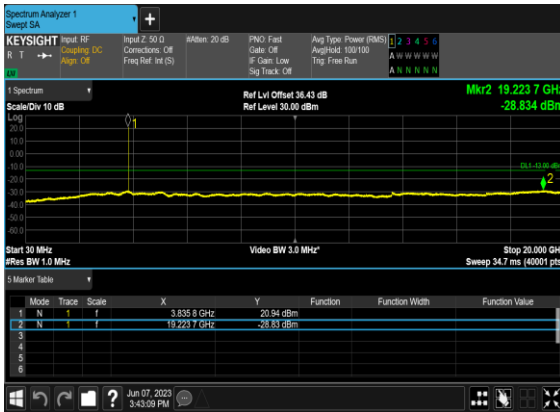 Spectrum Analyzer 1
Swept SA
+
KEYSIGHT
R T
Input: RF
Coupling: DC
Align: Off
Input Z: 50 Ω
Corrections: Off
Freq Ref: Int (S)
#Atten: 20 dB
PNO: Fast
Gate: Off
IF Gain: Low
Sig Track: Off
Avg Type: Power (RMS)
Avg|Hold: 100/100
Trig: Free Run
1 2 3 4 5 6
A W W W W W
A N N N N N
1 Spectrum
Scale/Div 10 dB
Ref Lvl Offset 36.43 dB
Ref Level 30.00 dBm
Mkr2 19.223 7 GHz
-28.834 dBm
Log
20.0
10.0
0.00
-10.0
-20.0
-30.0
-40.0
-50.0
-60.0
1
DL1 -13.00 dBm
2
Start 30 MHz
#Res BW 1.0 MHz
Video BW 3.0 MHz*
Stop 20.000 GH
Sweep 34.7 ms (40001 pts
5 Marker Table
Mode Trace Scale X Y Function Function Width Function Value
1 N 1 f 3.835 8 GHz 20.94 dBm
2 N 1 f 19.223 7 GHz -28.83 dBm
3
4
5
6
?
Jun 07, 2023
3:43:09 PM